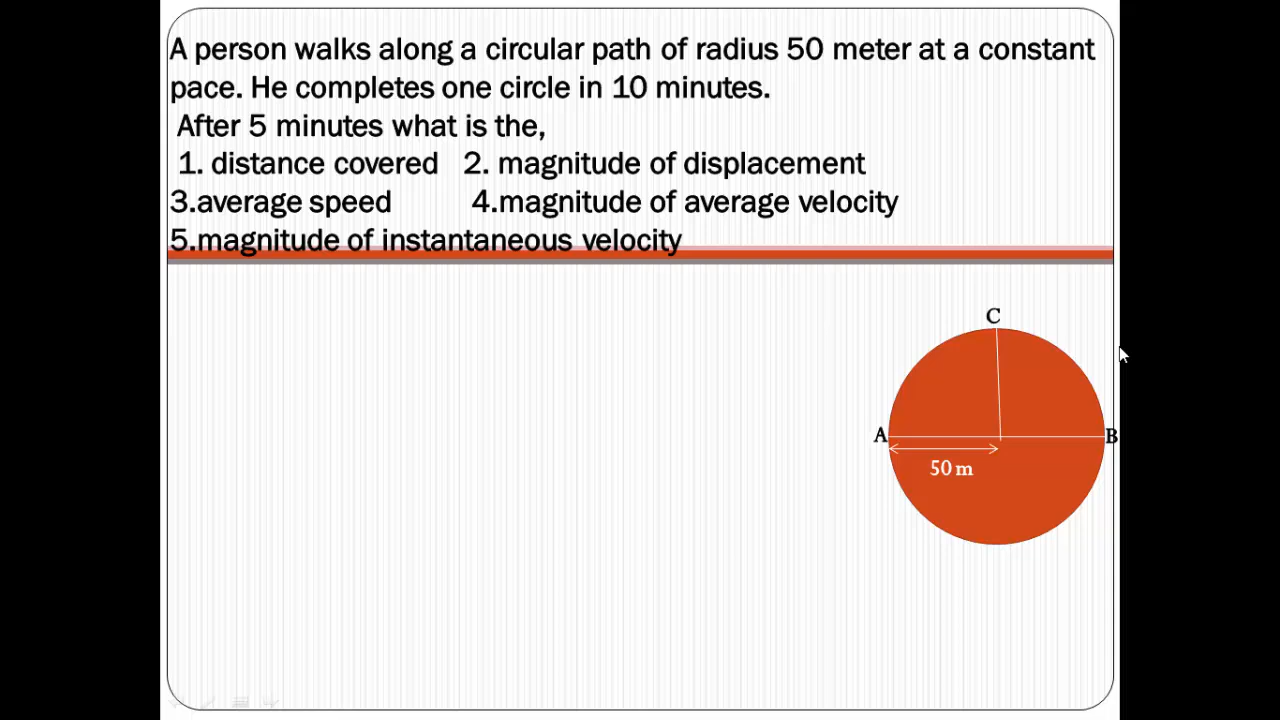 A person walks along a circular path of radius 50 meter at a constant
pace. He completes one circle in 10 minutes.
After 5 minutes what is the,
1. distance covered   2. magnitude of displacement
3.average speed          4.magnitude of average velocity
5.magnitude of instantaneous velocity
C
A
B
50 m